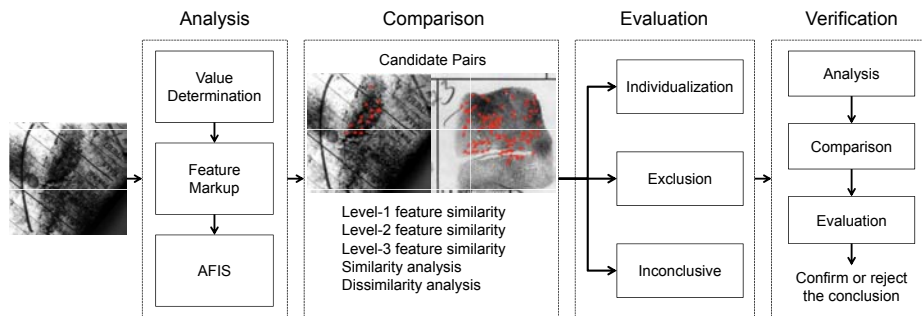 Analysis
Value
Determination
Feature
Markup
AFIS
Comparison
Candidate Pairs
Level-1 feature similarity
Level-2 feature similarity
Level-3 feature similarity
Similarity analysis
Dissimilarity analysis
Evaluation
Individualization
Exclusion
Inconclusive
Verification
Analysis
Comparison
Evaluation
Confirm or reject
the conclusion